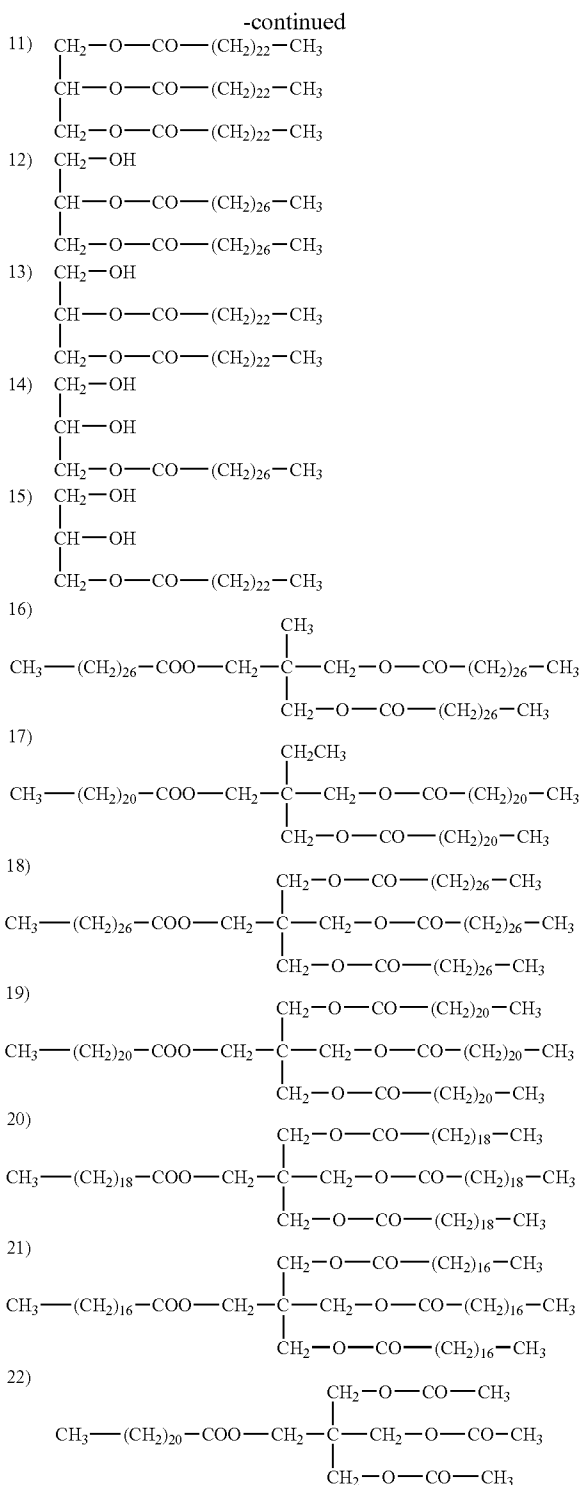 -continued
11) CH₂—O—CO—(CH₂)₂₂—CH₃
CH—O—CO—(CH₂)₂₂—CH₃
CH₂—O—CO—(CH₂)₂₂—CH₃
12) CH₂—OH
CH—O—CO—(CH₂)₂₆—CH₃
CH₂—O—CO—(CH₂)₂₆—CH₃
13) CH₂—OH
CH—O—CO—(CH₂)₂₂—CH₃
CH₂—O—CO—(CH₂)₂₂—CH₃
14) CH₂—OH
CH—OH
CH₂—O—CO—(CH₂)₂₆—CH₃
15) CH₂—OH
CH—OH
CH₂—O—CO—(CH₂)₂₂—CH₃
16)
CH₃
CH₃—(CH₂)₂₆—COO—CH₂—C—CH₂—O—CO—(CH₂)₂₆—CH₃
CH₂—O—CO—(CH₂)₂₆—CH₃
17)
CH₂CH₃
CH₃—(CH₂)₂₀—COO—CH₂—C—CH₂—O—CO—(CH₂)₂₀—CH₃
CH₂—O—CO—(CH₂)₂₀—CH₃
18)
CH₂—O—CO—(CH₂)₂₆—CH₃
CH₃—(CH₂)₂₆—COO—CH₂—C—CH₂—O—CO—(CH₂)₂₆—CH₃
CH₂—O—CO—(CH₂)₂₆—CH₃
19)
CH₂—O—CO—(CH₂)₂₀—CH₃
CH₃—(CH₂)₂₀—COO—CH₂—C—CH₂—O—CO—(CH₂)₂₀—CH₃
CH₂—O—CO—(CH₂)₂₀—CH₃
20)
CH₂—O—CO—(CH₂)₁₈—CH₃
CH₃—(CH₂)₁₈—COO—CH₂—C—CH₂—O—CO—(CH₂)₁₈—CH₃
CH₂—O—CO—(CH₂)₁₈—CH₃
21)
CH₂—O—CO—(CH₂)₁₆—CH₃
CH₃—(CH₂)₁₆—COO—CH₂—C—CH₂—O—CO—(CH₂)₁₆—CH₃
CH₂—O—CO—(CH₂)₁₆—CH₃
22)
CH₂—O—CO—CH₃
CH₃—(CH₂)₂₀—COO—CH₂—C—CH₂—O—CO—CH₃
CH₂—O—CO—CH₃